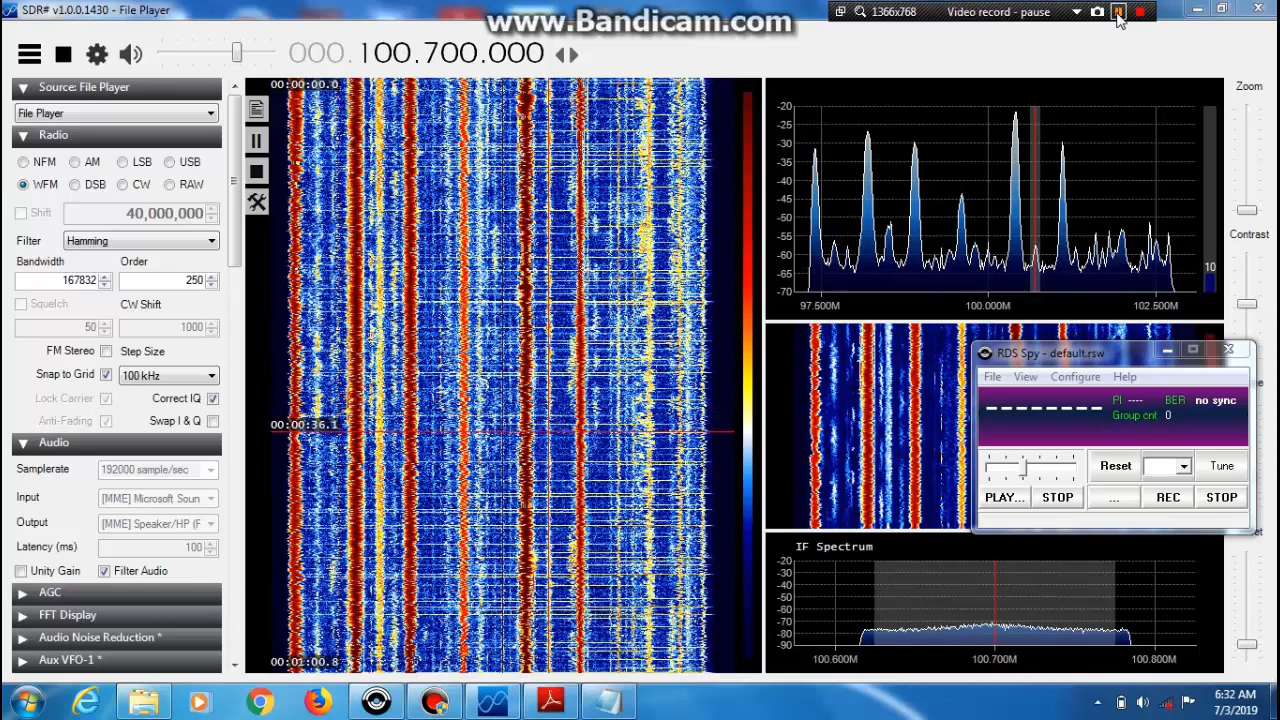 SDR# v1.0.0.1430 - File Player
www.Bandicam.com
1366x768 Video record - pause
000.100.700.000
Source: File Player
File Player
Radio
NFM AM LSB USB
WFM DSB CW RAW
Shift 40,000,000
Filter Hamming
Bandwidth Order
167832 250
Squelch CW Shift
50 1000
FM Stereo Step Size
Snap to Grid 100 kHz
Lock Carrier Correct IQ
Anti-Fading Swap I & Q
Audio
Samplerate 192000 sample/sec
Input [MME] Microsoft Soun
Output [MME] Speaker/HP (F
Latency (ms) 100
Unity Gain Filter Audio
AGC
FFT Display
Audio Noise Reduction *
Aux VFO-1 *
00:00:00.0
00:00:36.1
00:01:00.8
-20
-25
-30
-35
-40
-45
-50
-55
-60
-65
-70
97.500M 100.000M 102.500M
10
Zoom
Contrast
RDS Spy - default.rsw
File View Configure Help
PI ---- BER no sync
Group cnt 0
Reset Tune
PLAY... STOP ... REC STOP
IF Spectrum
-20
-30
-40
-50
-60
-70
-80
-90
100.600M 100.700M 100.800M
6:32 AM
7/3/2019